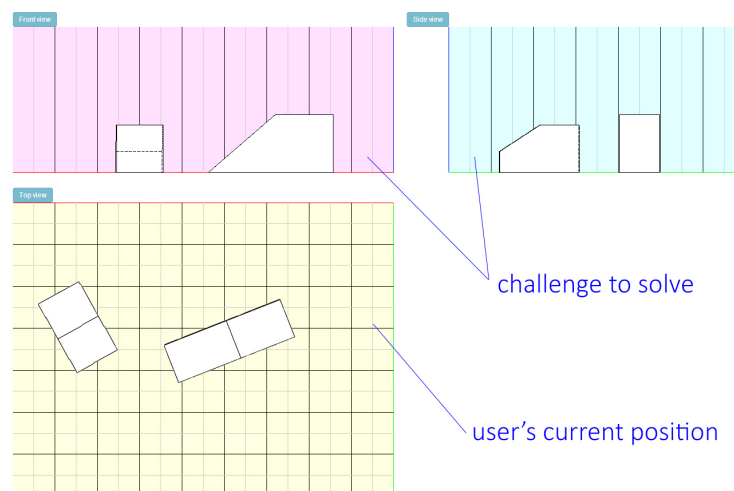 Front view
Side view
Top view
challenge to solve
user's current position